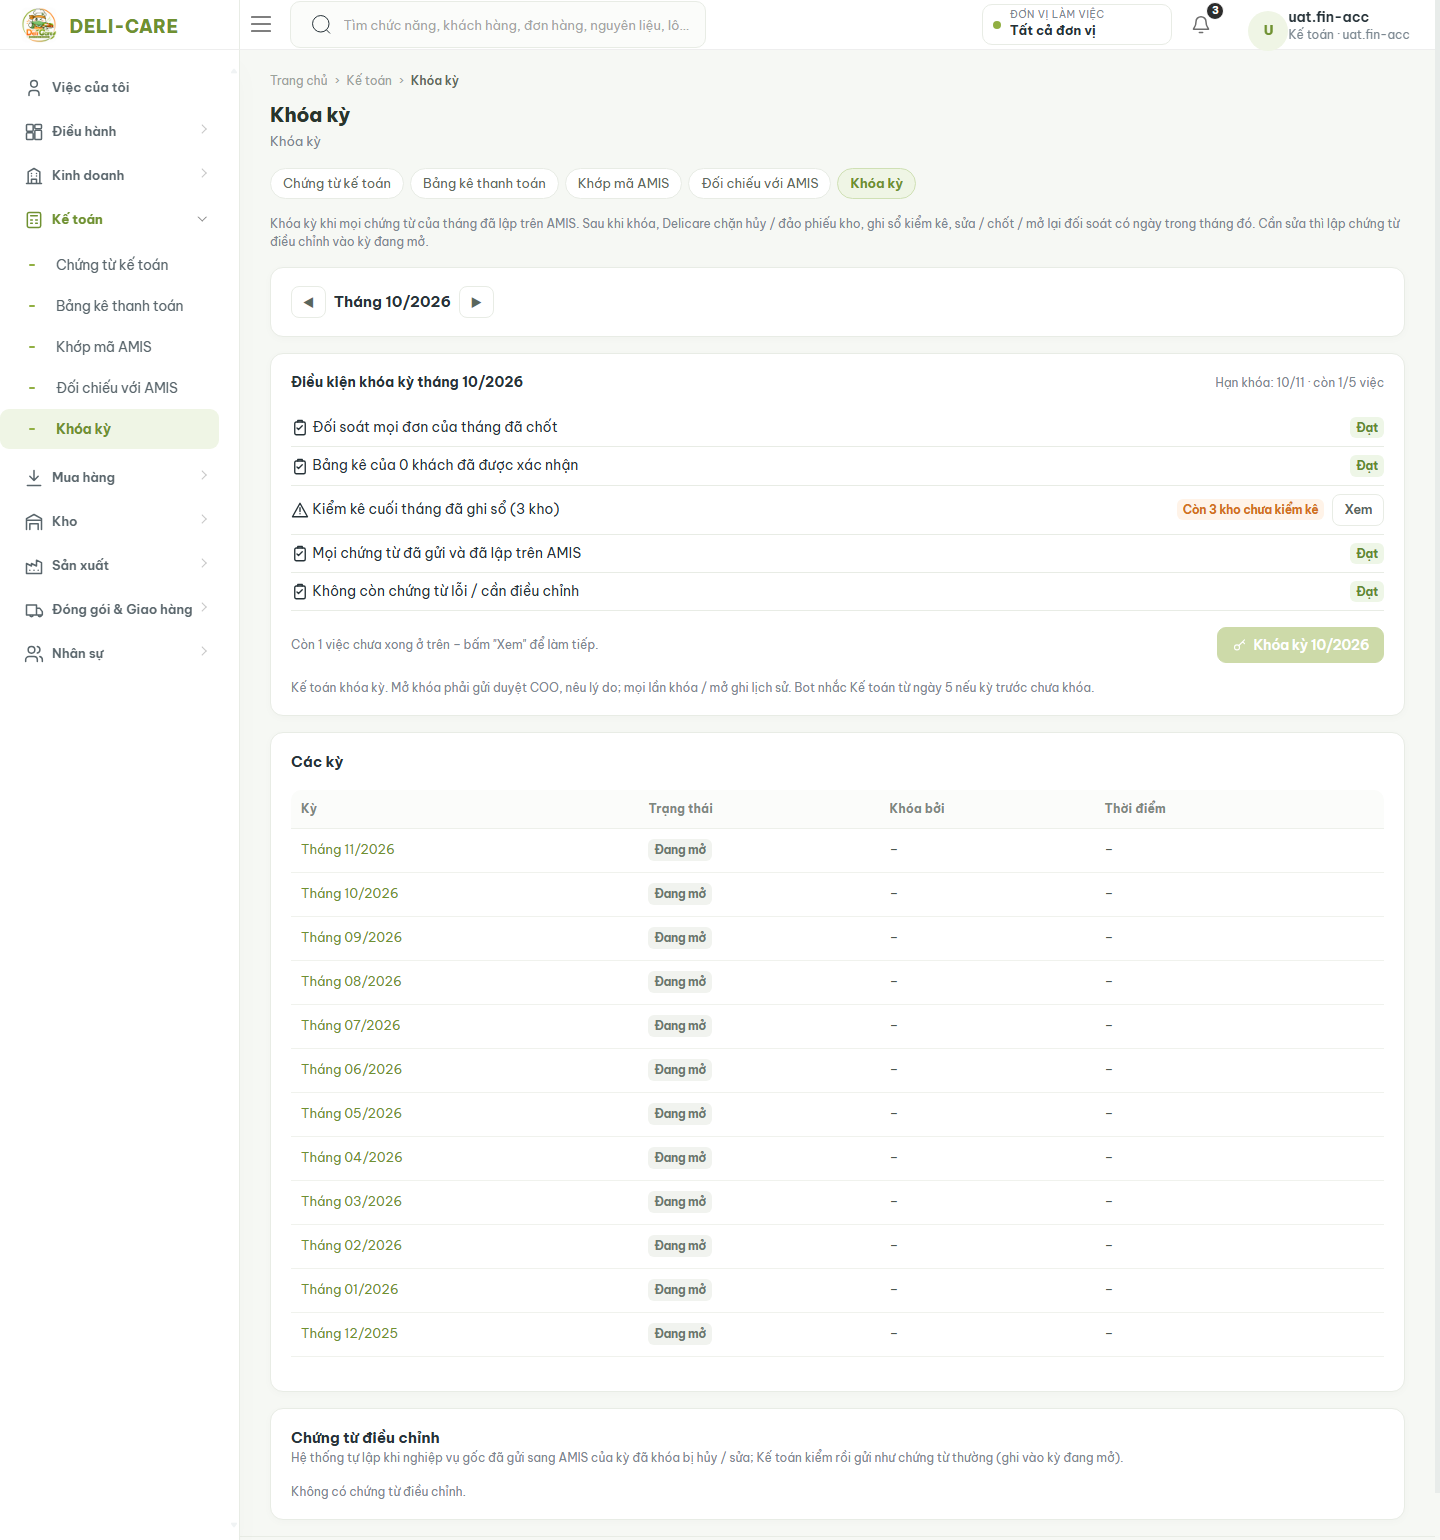 DELI-CARE
Tìm chức năng, khách hàng, đơn hàng, nguyên liệu, lô...
ĐƠN VỊ LÀM VIỆC
Tất cả đơn vị
3
U
uat.fin-acc
Kế toán · uat.fin-acc
Việc của tôi
Điều hành
Kinh doanh
Kế toán
Chứng từ kế toán
Bảng kê thanh toán
Khớp mã AMIS
Đối chiếu với AMIS
Khóa kỳ
Mua hàng
Kho
Sản xuất
Đóng gói & Giao hàng
Nhân sự
Trang chủ › Kế toán › Khóa kỳ
Khóa kỳ
Khóa kỳ
Chứng từ kế toán
Bảng kê thanh toán
Khớp mã AMIS
Đối chiếu với AMIS
Khóa kỳ
Khóa kỳ khi mọi chứng từ của tháng đã lập trên AMIS. Sau khi khóa, Delicare chặn hủy / đảo phiếu kho, ghi sổ kiểm kê, sửa / chốt / mở lại đối soát có ngày trong tháng đó. Cần sửa thì lập chứng từ
điều chỉnh vào kỳ đang mở.
◀ Tháng 10/2026 ▶
Điều kiện khóa kỳ tháng 10/2026
Hạn khóa: 10/11 · còn 1/5 việc
Đối soát mọi đơn của tháng đã chốt Đạt
Bảng kê của 0 khách đã được xác nhận Đạt
Kiểm kê cuối tháng đã ghi sổ (3 kho) Còn 3 kho chưa kiểm kê Xem
Mọi chứng từ đã gửi và đã lập trên AMIS Đạt
Không còn chứng từ lỗi / cần điều chỉnh Đạt
Còn 1 việc chưa xong ở trên – bấm "Xem" để làm tiếp.
Khóa kỳ 10/2026
Kế toán khóa kỳ. Mở khóa phải gửi duyệt COO, nêu lý do; mọi lần khóa / mở ghi lịch sử. Bot nhắc Kế toán từ ngày 5 nếu kỳ trước chưa khóa.
Các kỳ
Kỳ Trạng thái Khóa bởi Thời điểm
Tháng 11/2026 Đang mở – –
Tháng 10/2026 Đang mở – –
Tháng 09/2026 Đang mở – –
Tháng 08/2026 Đang mở – –
Tháng 07/2026 Đang mở – –
Tháng 06/2026 Đang mở – –
Tháng 05/2026 Đang mở – –
Tháng 04/2026 Đang mở – –
Tháng 03/2026 Đang mở – –
Tháng 02/2026 Đang mở – –
Tháng 01/2026 Đang mở – –
Tháng 12/2025 Đang mở – –
Chứng từ điều chỉnh
Hệ thống tự lập khi nghiệp vụ gốc đã gửi sang AMIS của kỳ đã khóa bị hủy / sửa; Kế toán kiểm rồi gửi như chứng từ thường (ghi vào kỳ đang mở).
Không có chứng từ điều chỉnh.